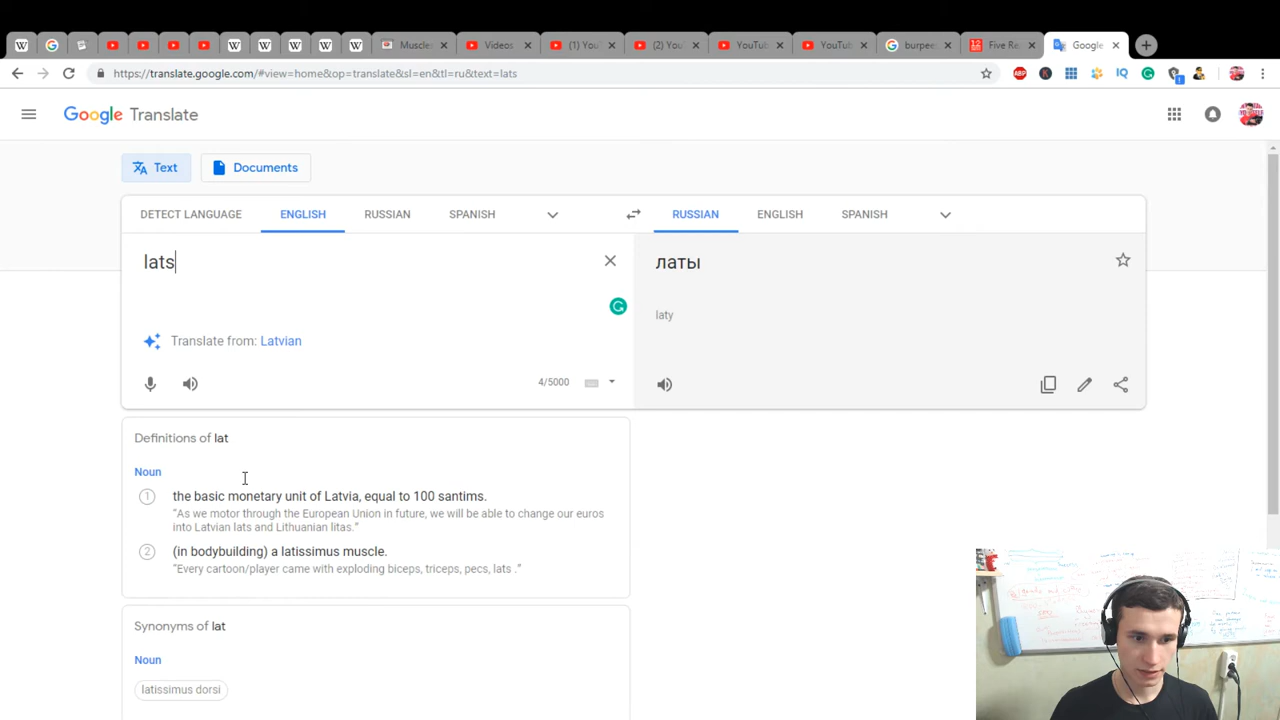 Muscles
Videos
(1) You
(2) You
YouTub
YouTub
burpee
Five Re
Google
https://translate.google.com/#view=home&op=translate&sl=en&tl=ru&text=lats
ABP
K
IQ
Google Translate
Text
Documents
DETECT LANGUAGE
ENGLISH
RUSSIAN
SPANISH
RUSSIAN
ENGLISH
SPANISH
lats
латы
laty
Translate from: Latvian
4/5000
Definitions of lat
Noun
1 the basic monetary unit of Latvia, equal to 100 santims.
"As we motor through the European Union in future, we will be able to change our euros
into Latvian lats and Lithuanian litas."
2 (in bodybuilding) a latissimus muscle.
"Every cartoon/player came with exploding biceps, triceps, pecs, lats ."
Synonyms of lat
Noun
latissimus dorsi